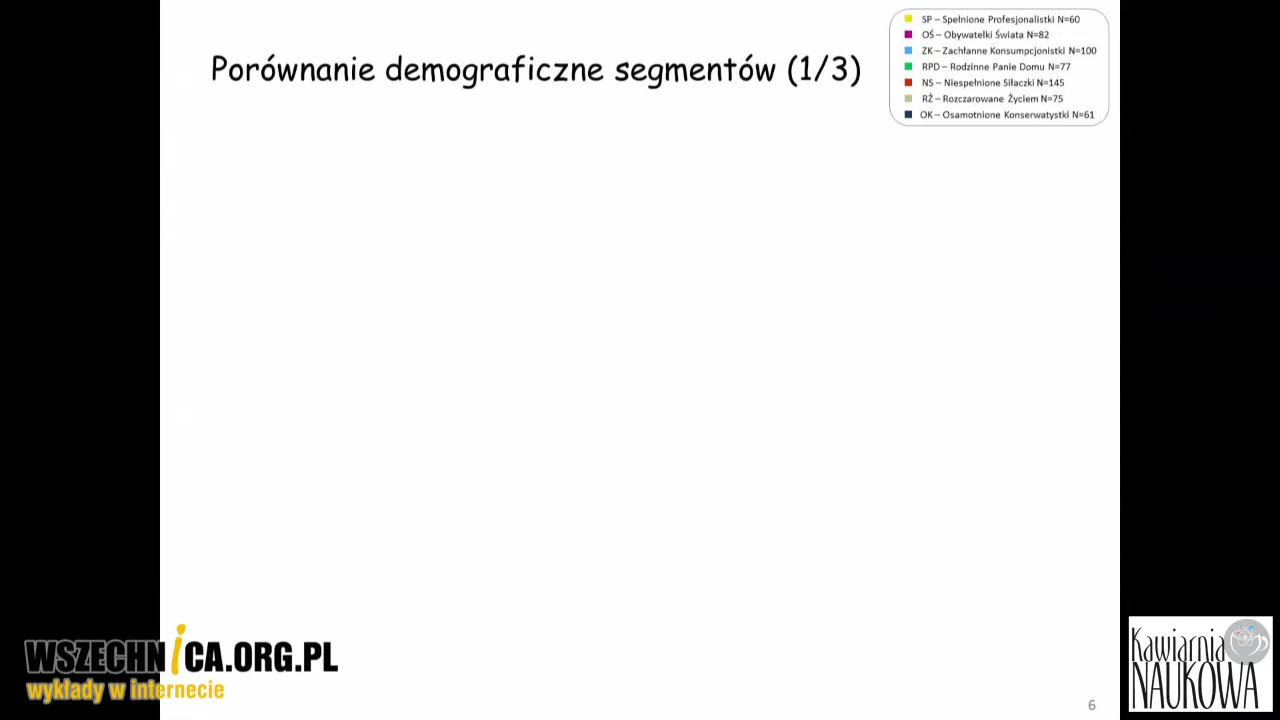 Porównanie demograficzne segmentów (1/3)
SP – Spełnione Profesjonalistki N=60
OŚ – Obywatelki Świata N=82
ZK – Zachłanne Konsumpcjonistki N=100
RPD – Rodzinne Panie Domu N=77
NS – Niespełnione Siłaczki N=145
RŻ – Rozczarowane Życiem N=75
OK – Osamotnione Konserwatystki N=61
WSZECHNiCA.ORG.PL
wykłady w internecie
6
Kawiarnia
NAUKOWA